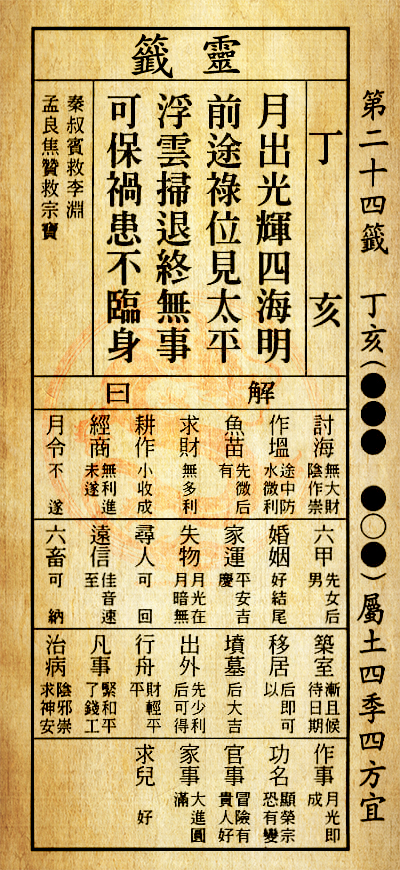 靈籤
第二十四籤 丁亥(●●● ●○●)屬土四季四方宜
丁亥
月出光輝四海明
前途祿位見太平
浮雲掃退終無事
可保禍患不臨身
秦叔賓救李淵
孟良焦贊救宗寶
解曰
討海 無大財陰作崇
作塭 途中防水微利
魚苗 先微后有
求財 無多利
耕作 小收成
經商 無利進未遂
月令 不遂
六甲 先女后男
婚姻 好結尾
家運 平安吉慶
失物 月光在月暗無
尋人 可回
遠信 佳音速至
六畜 可納
築室 漸且候待日期
移居 后即可以
墳墓 后大吉
出外 先少利后可得
行舟 財輕平平
凡事 緊和平了錢工
治病 陰邪崇求神安
作事 月光即成
功名 顯榮宗恐有變
官事 冒險有貴人好
家事 大進圓滿
求兒 好